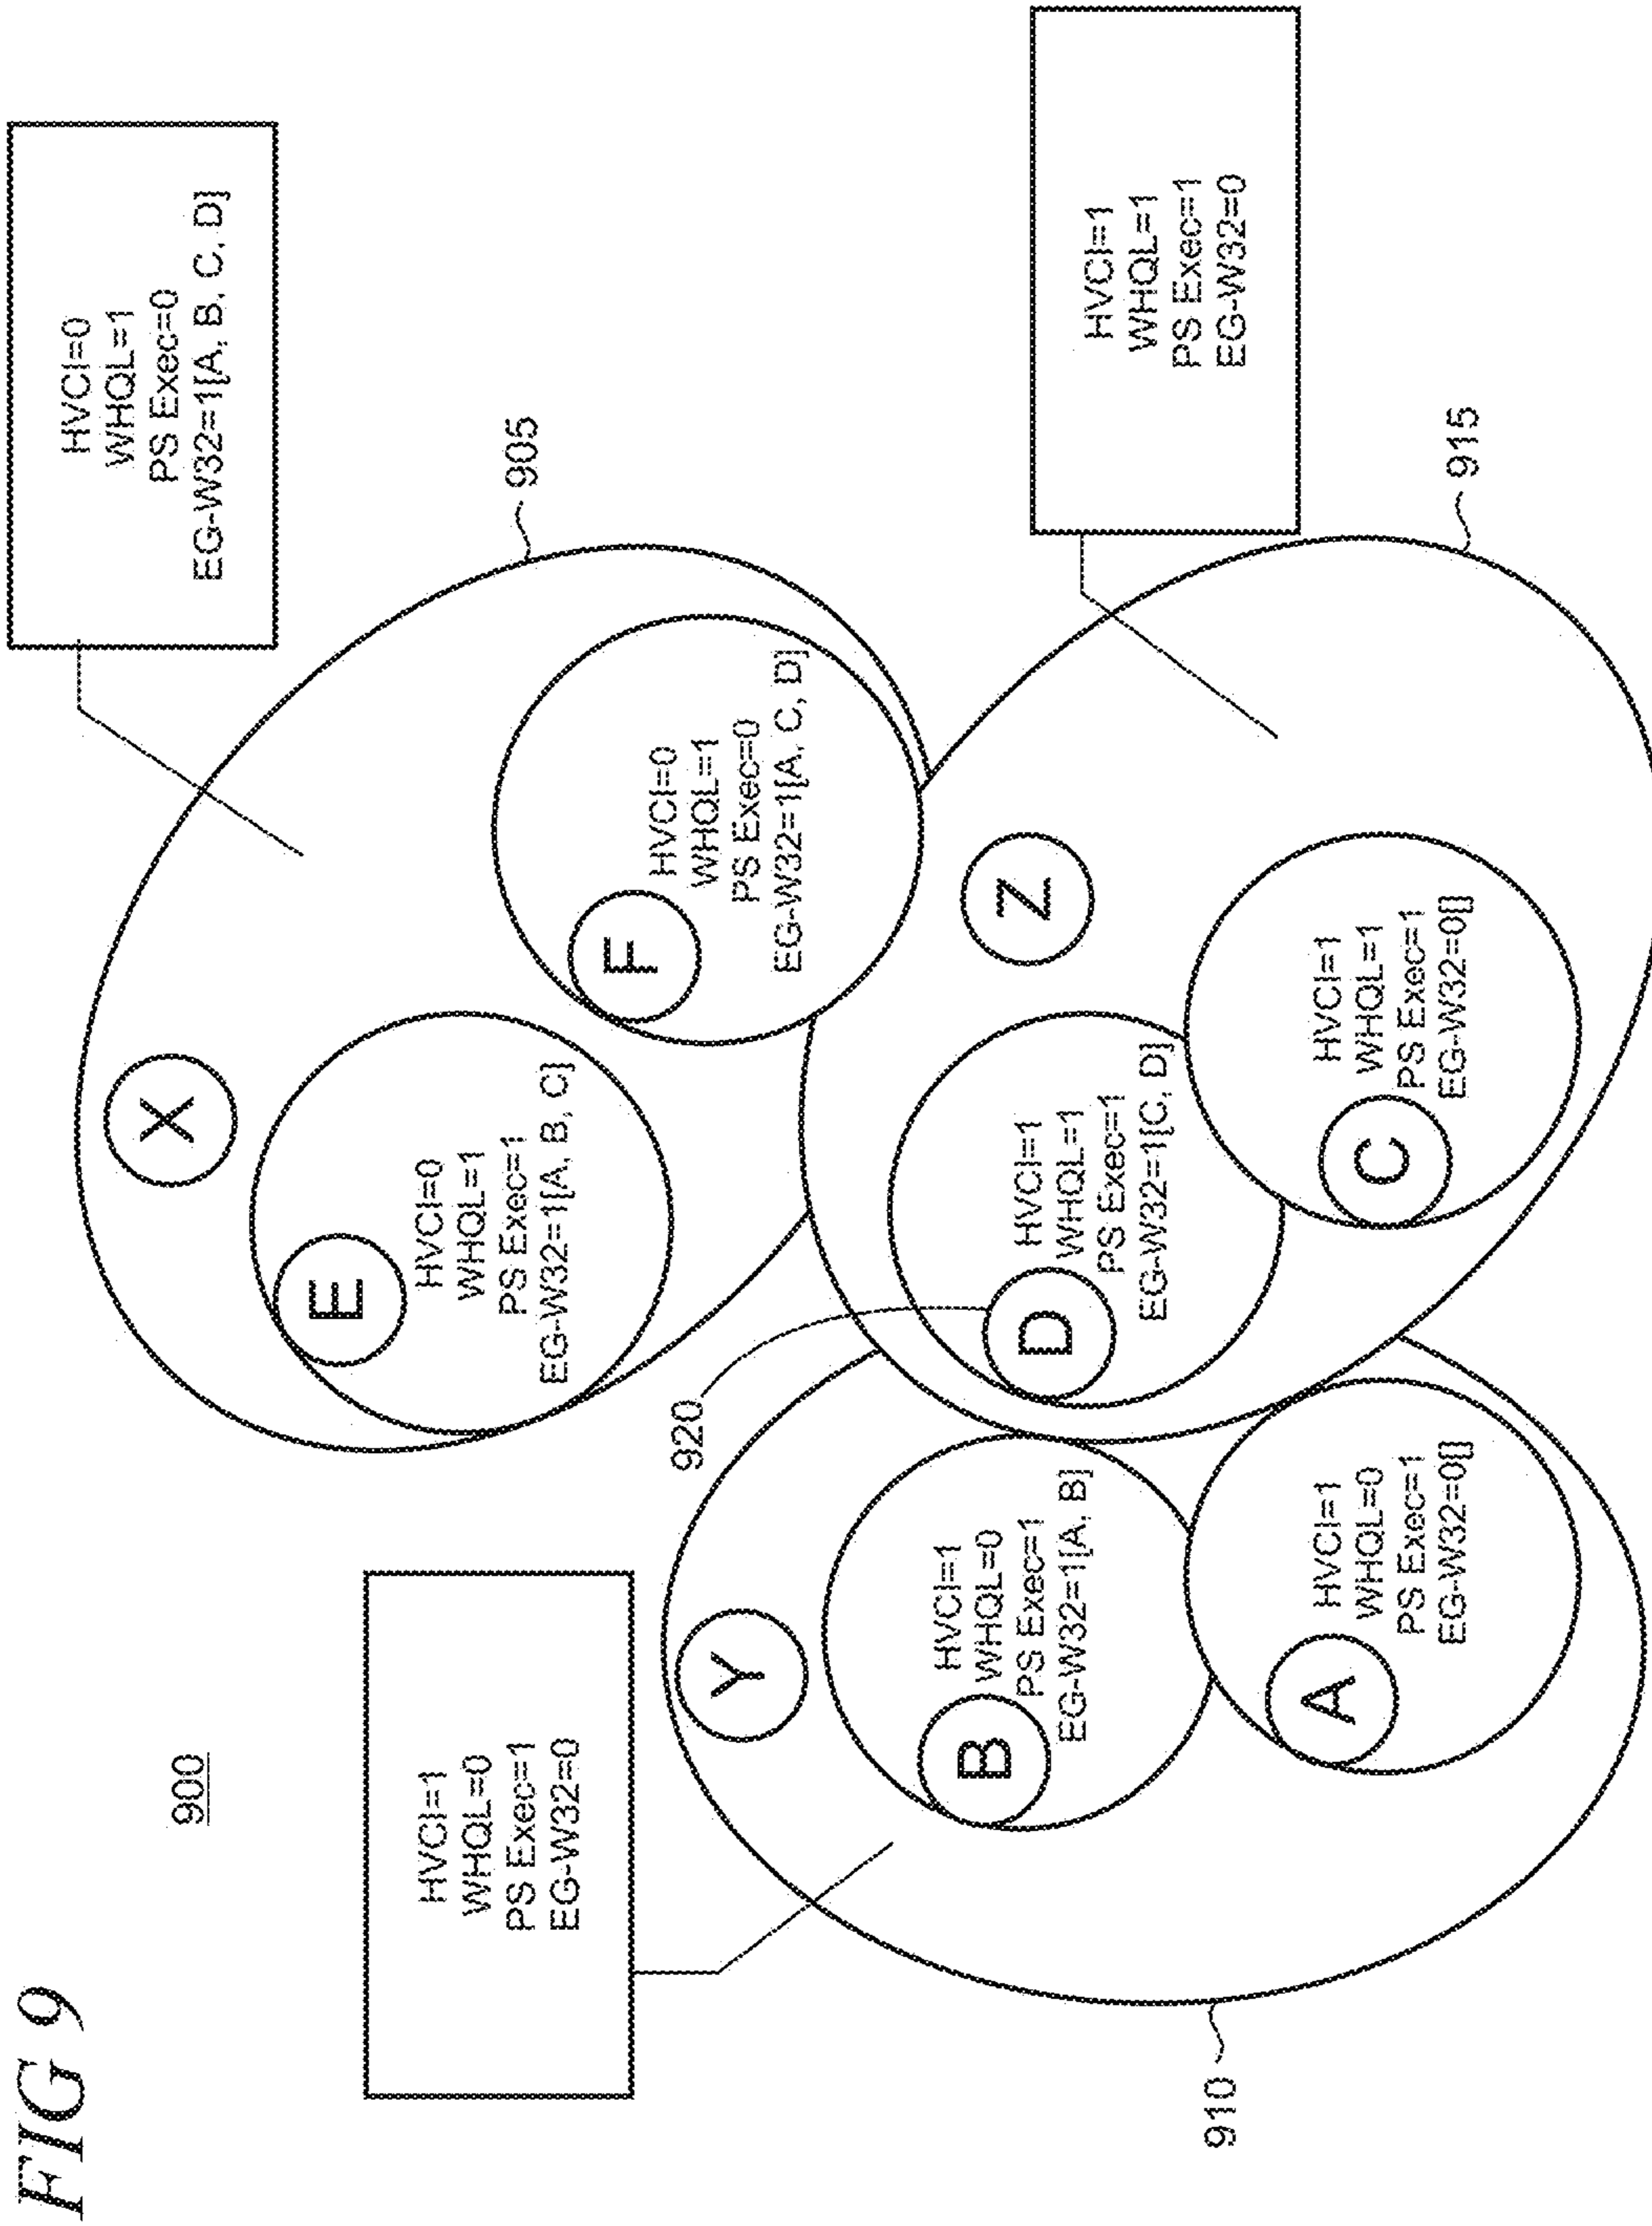 FIG 9
900
HVCI=0
WHQL=1
PS Exec=0
EG-W32=1[A, B, C, D]
905
X
E
HVCI=0
WHQL=1
PS Exec=1
EG-W32=1[A, B, C]
F
HVCI=0
WHQL=1
PS Exec=0
EG-W32=1[A, C, D]
HVCI=1
WHQL=0
PS Exec=1
EG-W32=0
910
Y
B
HVCI=1
WHQL=0
PS Exec=1
EG-W32=1[A, B]
A
HVCI=1
WHQL=0
PS Exec=1
EG-W32=0[]
920
D
HVCI=1
WHQL=1
PS Exec=1
EG-W32=1[C, D]
Z
C
HVCI=1
WHQL=1
PS Exec=1
EG-W32=0[]
HVCI=1
WHQL=1
PS Exec=1
EG-W32=0
915